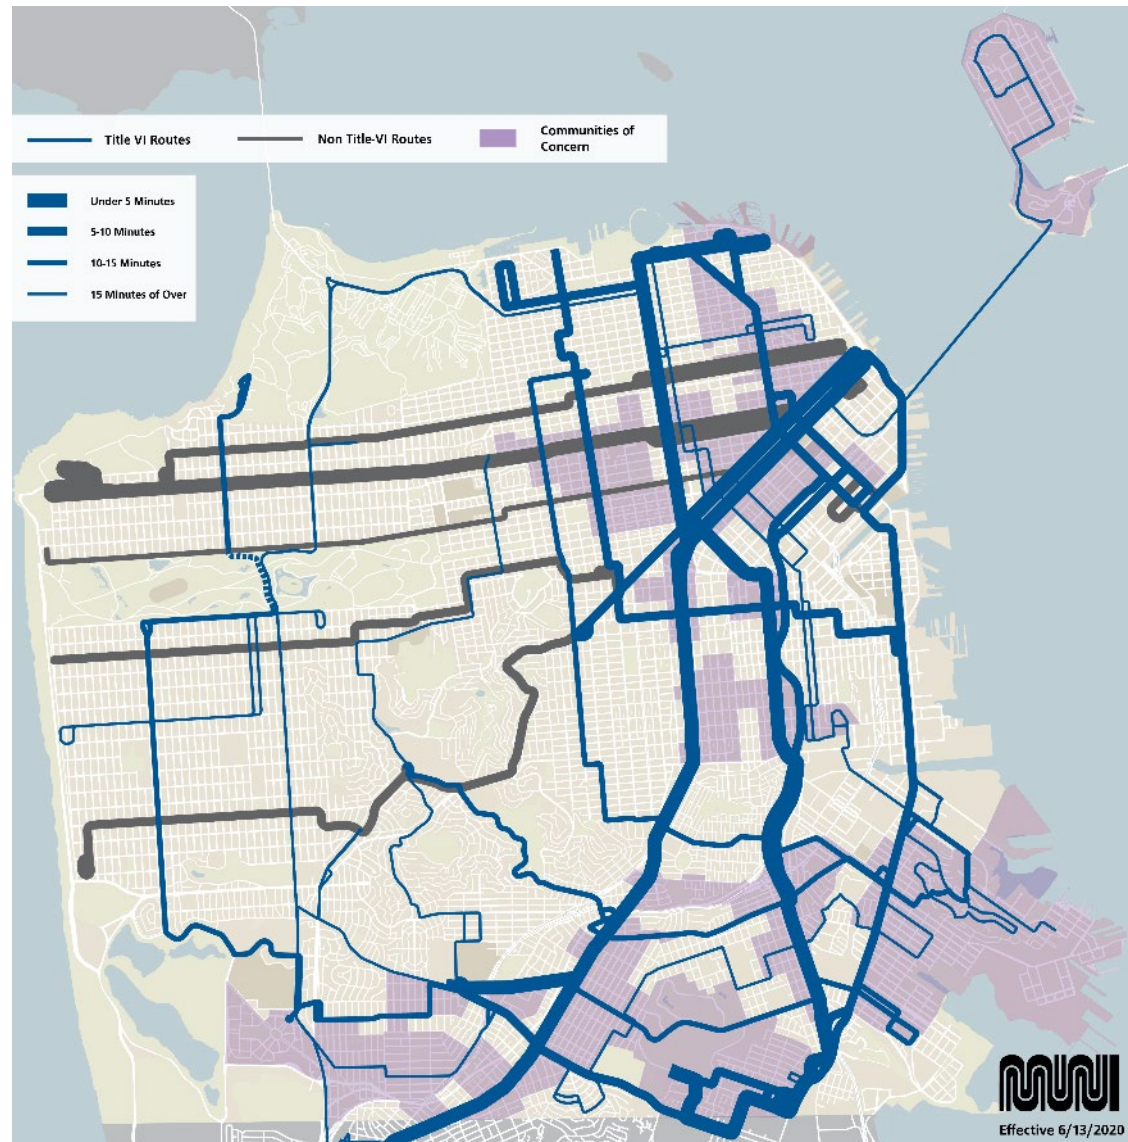 Title VI Routes
Non Title-VI Routes
Communities of
Concern
Under 5 Minutes
5-10 Minutes
10-15 Minutes
15 Minutes of Over
MUNI
Effective 6/13/2020